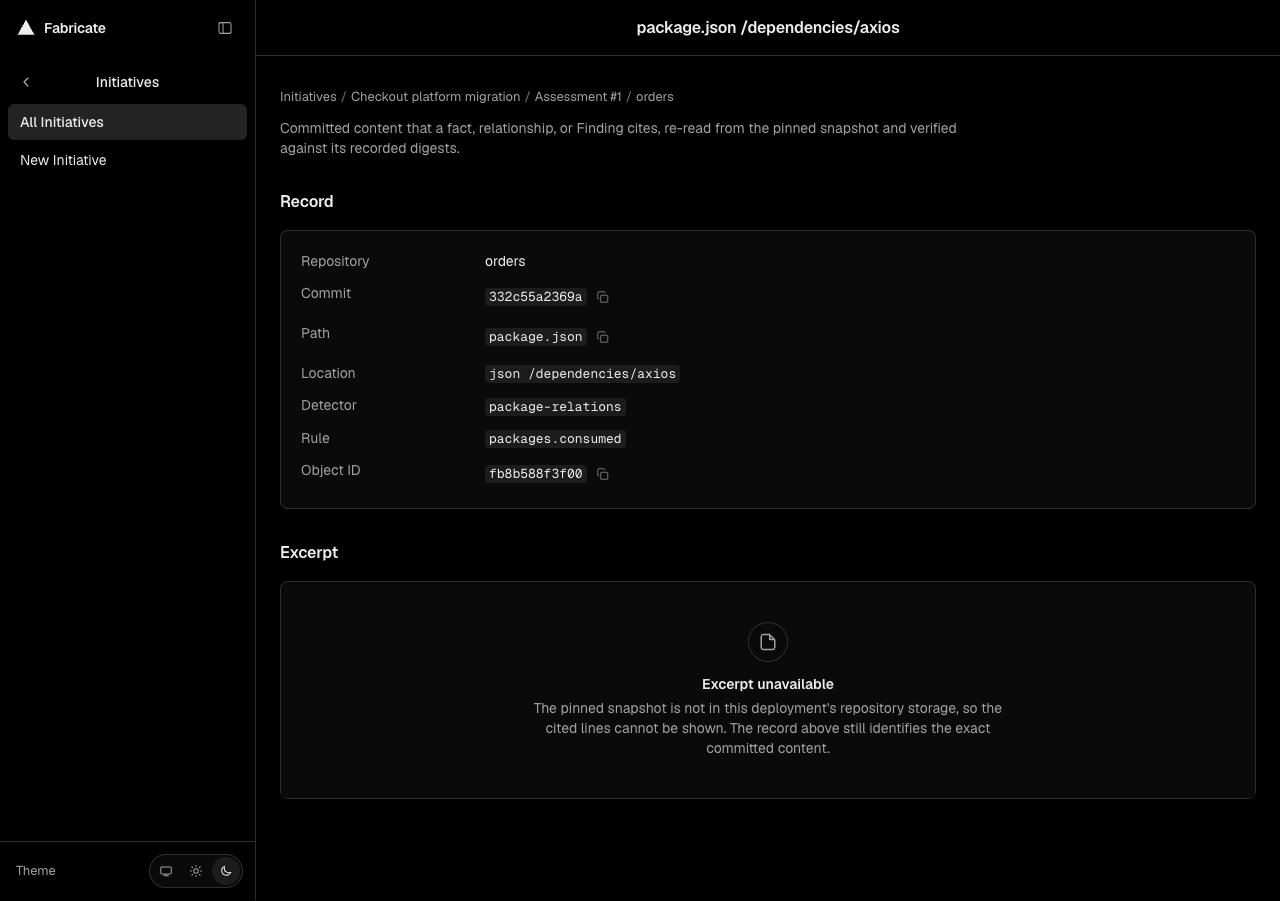 Fabricate
package.json /dependencies/axios
Initiatives
All Initiatives
New Initiative
Initiatives / Checkout platform migration / Assessment #1 / orders
Committed content that a fact, relationship, or Finding cites, re-read from the pinned snapshot and verified
against its recorded digests.
Record
Repository orders
Commit 332c55a2369a
Path package.json
Location json /dependencies/axios
Detector package-relations
Rule packages.consumed
Object ID fb8b588f3f00
Excerpt
Excerpt unavailable
The pinned snapshot is not in this deployment's repository storage, so the
cited lines cannot be shown. The record above still identifies the exact
committed content.
Theme